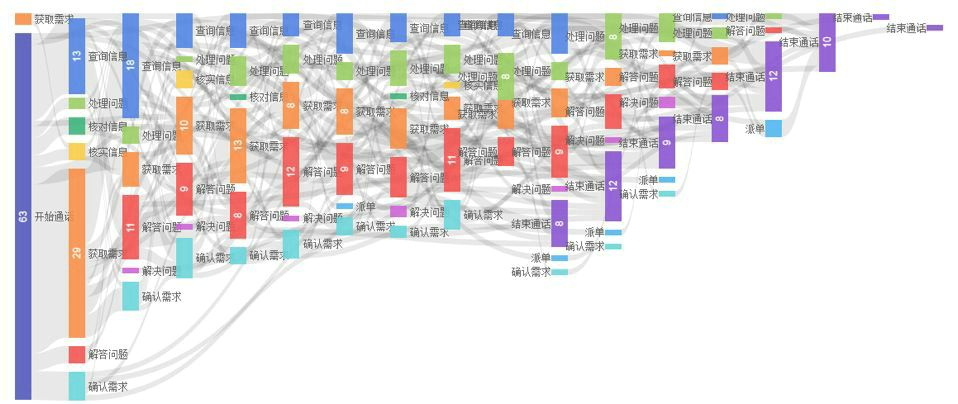 获取需求
63
开始通话
13
查询信息
处理问题
核对信息
核实信息
29
获取需求
解答问题
确认需求
18
查询信息
处理问题
获取需求
11
解答问题
解决问题
确认需求
查询信息
处理问题
核实信息
10
获取需求
9
解答问题
解决问题
确认需求
查询信息
处理问题
核对信息
13
获取需求
8
解答问题
确认需求
查询信息
处理问题
8
获取需求
12
解答问题
解决问题
确认需求
查询信息
处理问题
8
获取需求
9
解答问题
派单
确认需求
查询信息
处理问题
核对信息
获取需求
解答问题
解决问题
确认需求
查询信息
处理问题
核实信息
获取需求
11
解答问题
确认需求
查询信息
8
处理问题
获取需求
解答问题
查询信息
处理问题
获取需求
9
解答问题
解决问题
8
结束通话
派单
确认需求
8
处理问题
获取需求
解答问题
解决问题
12
结束通话
派单
确认需求
查询信息
处理问题
获取需求
解答问题
解决问题
9
结束通话
派单
确认需求
查询信息
处理问题
获取需求
解答问题
8
结束通话
处理问题
解答问题
12
结束通话
派单
10
结束通话
结束通话
结束通话